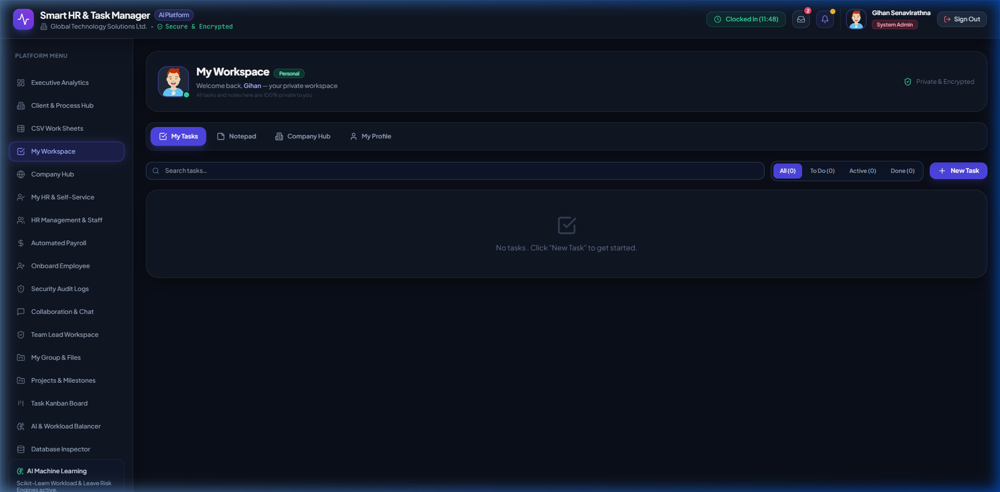 Smart HR & Task Manager AI Platform
Global Technology Solutions Ltd. • Secure & Encrypted
Clocked In (11:48)
2
Gihan Senavirathna
System Admin
Sign Out
PLATFORM MENU
Executive Analytics
Client & Process Hub
CSV Work Sheets
My Workspace
Company Hub
My HR & Self-Service
HR Management & Staff
Automated Payroll
Onboard Employee
Security Audit Logs
Collaboration & Chat
Team Lead Workspace
My Group & Files
Projects & Milestones
Task Kanban Board
AI & Workload Balancer
Database Inspector
AI Machine Learning
Scikit-Learn Workload & Leave Risk
Engines active.
My Workspace Personal
Welcome back, Gihan — your private workspace
All tasks and notes here are 100% private to you
Private & Encrypted
My Tasks Notepad Company Hub My Profile
Search tasks...
All (0) To Do (0) Active (0) Done (0)
New Task
No tasks . Click "New Task" to get started.